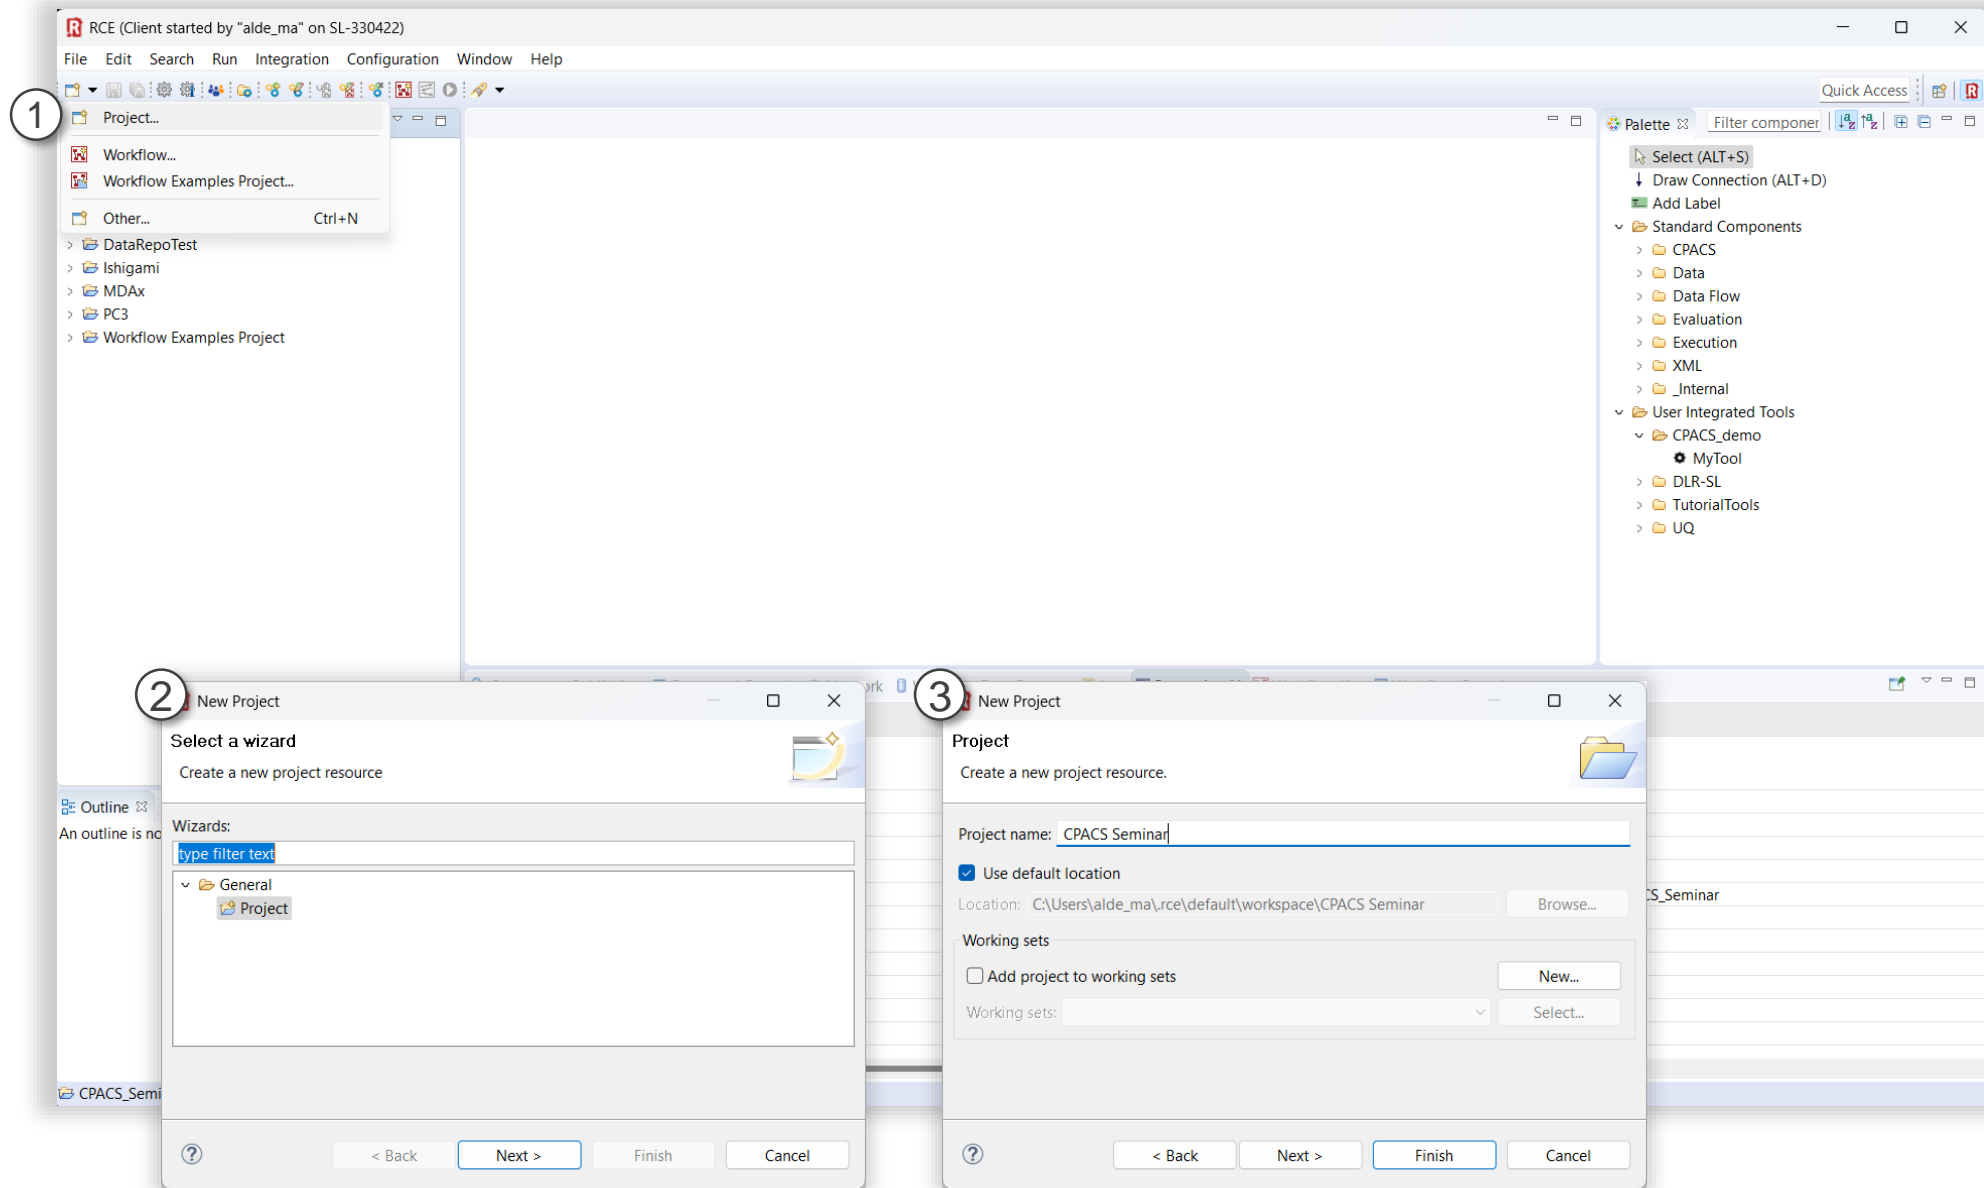 RCE (Client started by "alde_ma" on SL-330422)
File Edit Search Run Integration Configuration Window Help
Quick Access
1
Project...
Workflow...
Workflow Examples Project...
Other... Ctrl+N
DataRepoTest
Ishigami
MDAx
PC3
Workflow Examples Project
Palette
Filter componer
Select (ALT+S)
Draw Connection (ALT+D)
Add Label
Standard Components
CPACS
Data
Data Flow
Evaluation
Execution
XML
_Internal
User Integrated Tools
CPACS_demo
MyTool
DLR-SL
TutorialTools
UQ
Outline
An outline is no
CPACS_Semi
2
New Project
Select a wizard
Create a new project resource
Wizards:
type filter text
General
Project
< Back Next > Finish Cancel
3
New Project
Project
Create a new project resource.
Project name: CPACS Seminar
Use default location
Location: C:\Users\alde_ma\.rce\default\workspace\CPACS Seminar Browse...
Working sets
Add project to working sets New...
Working sets: Select...
< Back Next > Finish Cancel
CS_Seminar